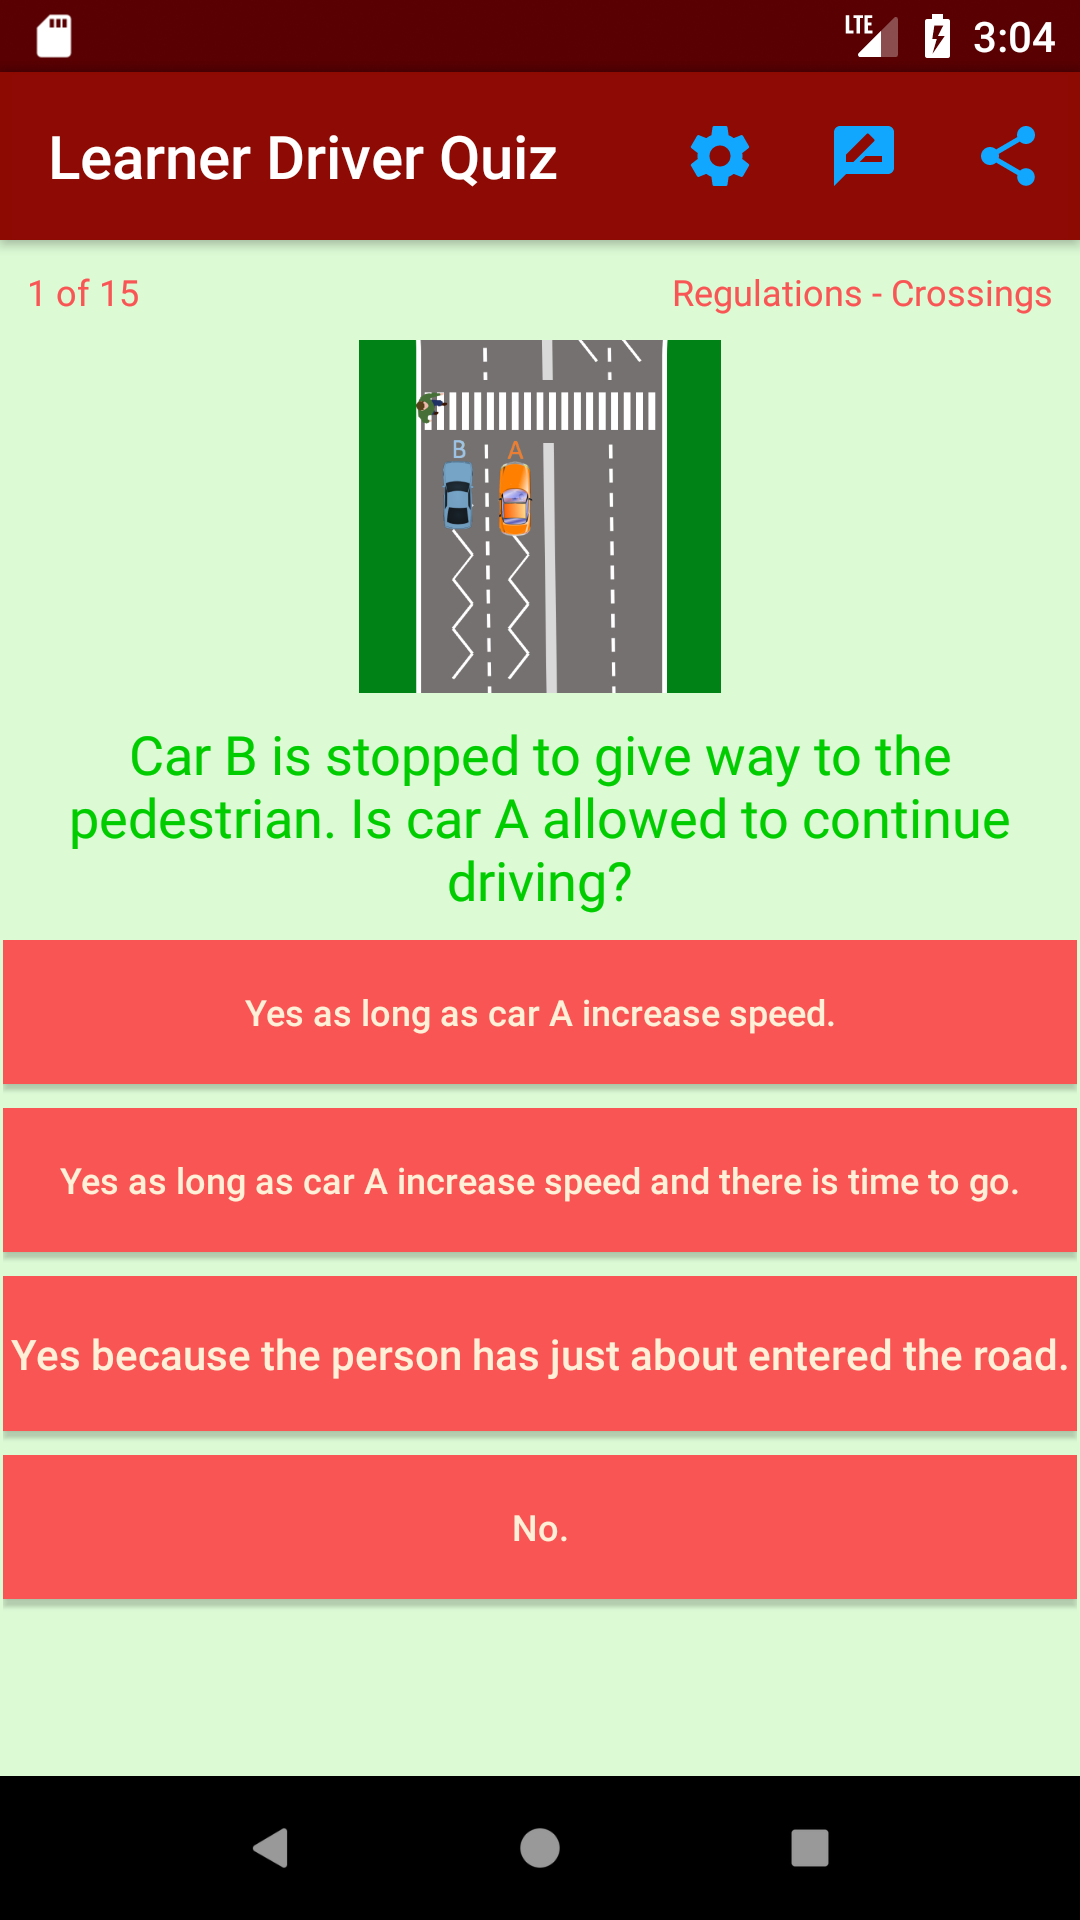 LTE 3:04
Learner Driver Quiz
1 of 15 Regulations - Crossings
B A
Car B is stopped to give way to the
pedestrian. Is car A allowed to continue
driving?
Yes as long as car A increase speed.
Yes as long as car A increase speed and there is time to go.
Yes because the person has just about entered the road.
No.